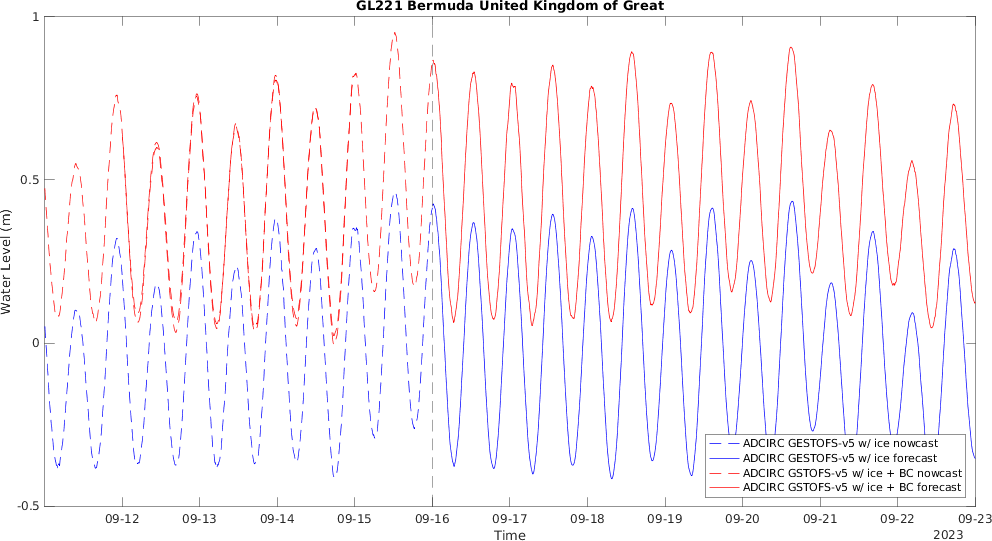 GL221 Bermuda United Kingdom of Great
1
0.5
0
-0.5
Water Level (m)
ADCIRC GESTOFS-v5 w/ ice nowcast
ADCIRC GESTOFS-v5 w/ ice forecast
ADCIRC GSTOFS-v5 w/ ice + BC nowcast
ADCIRC GSTOFS-v5 w/ ice + BC forecast
09-12 09-13 09-14 09-15 09-16 09-17 09-18 09-19 09-20 09-21 09-22 09-23
Time
2023